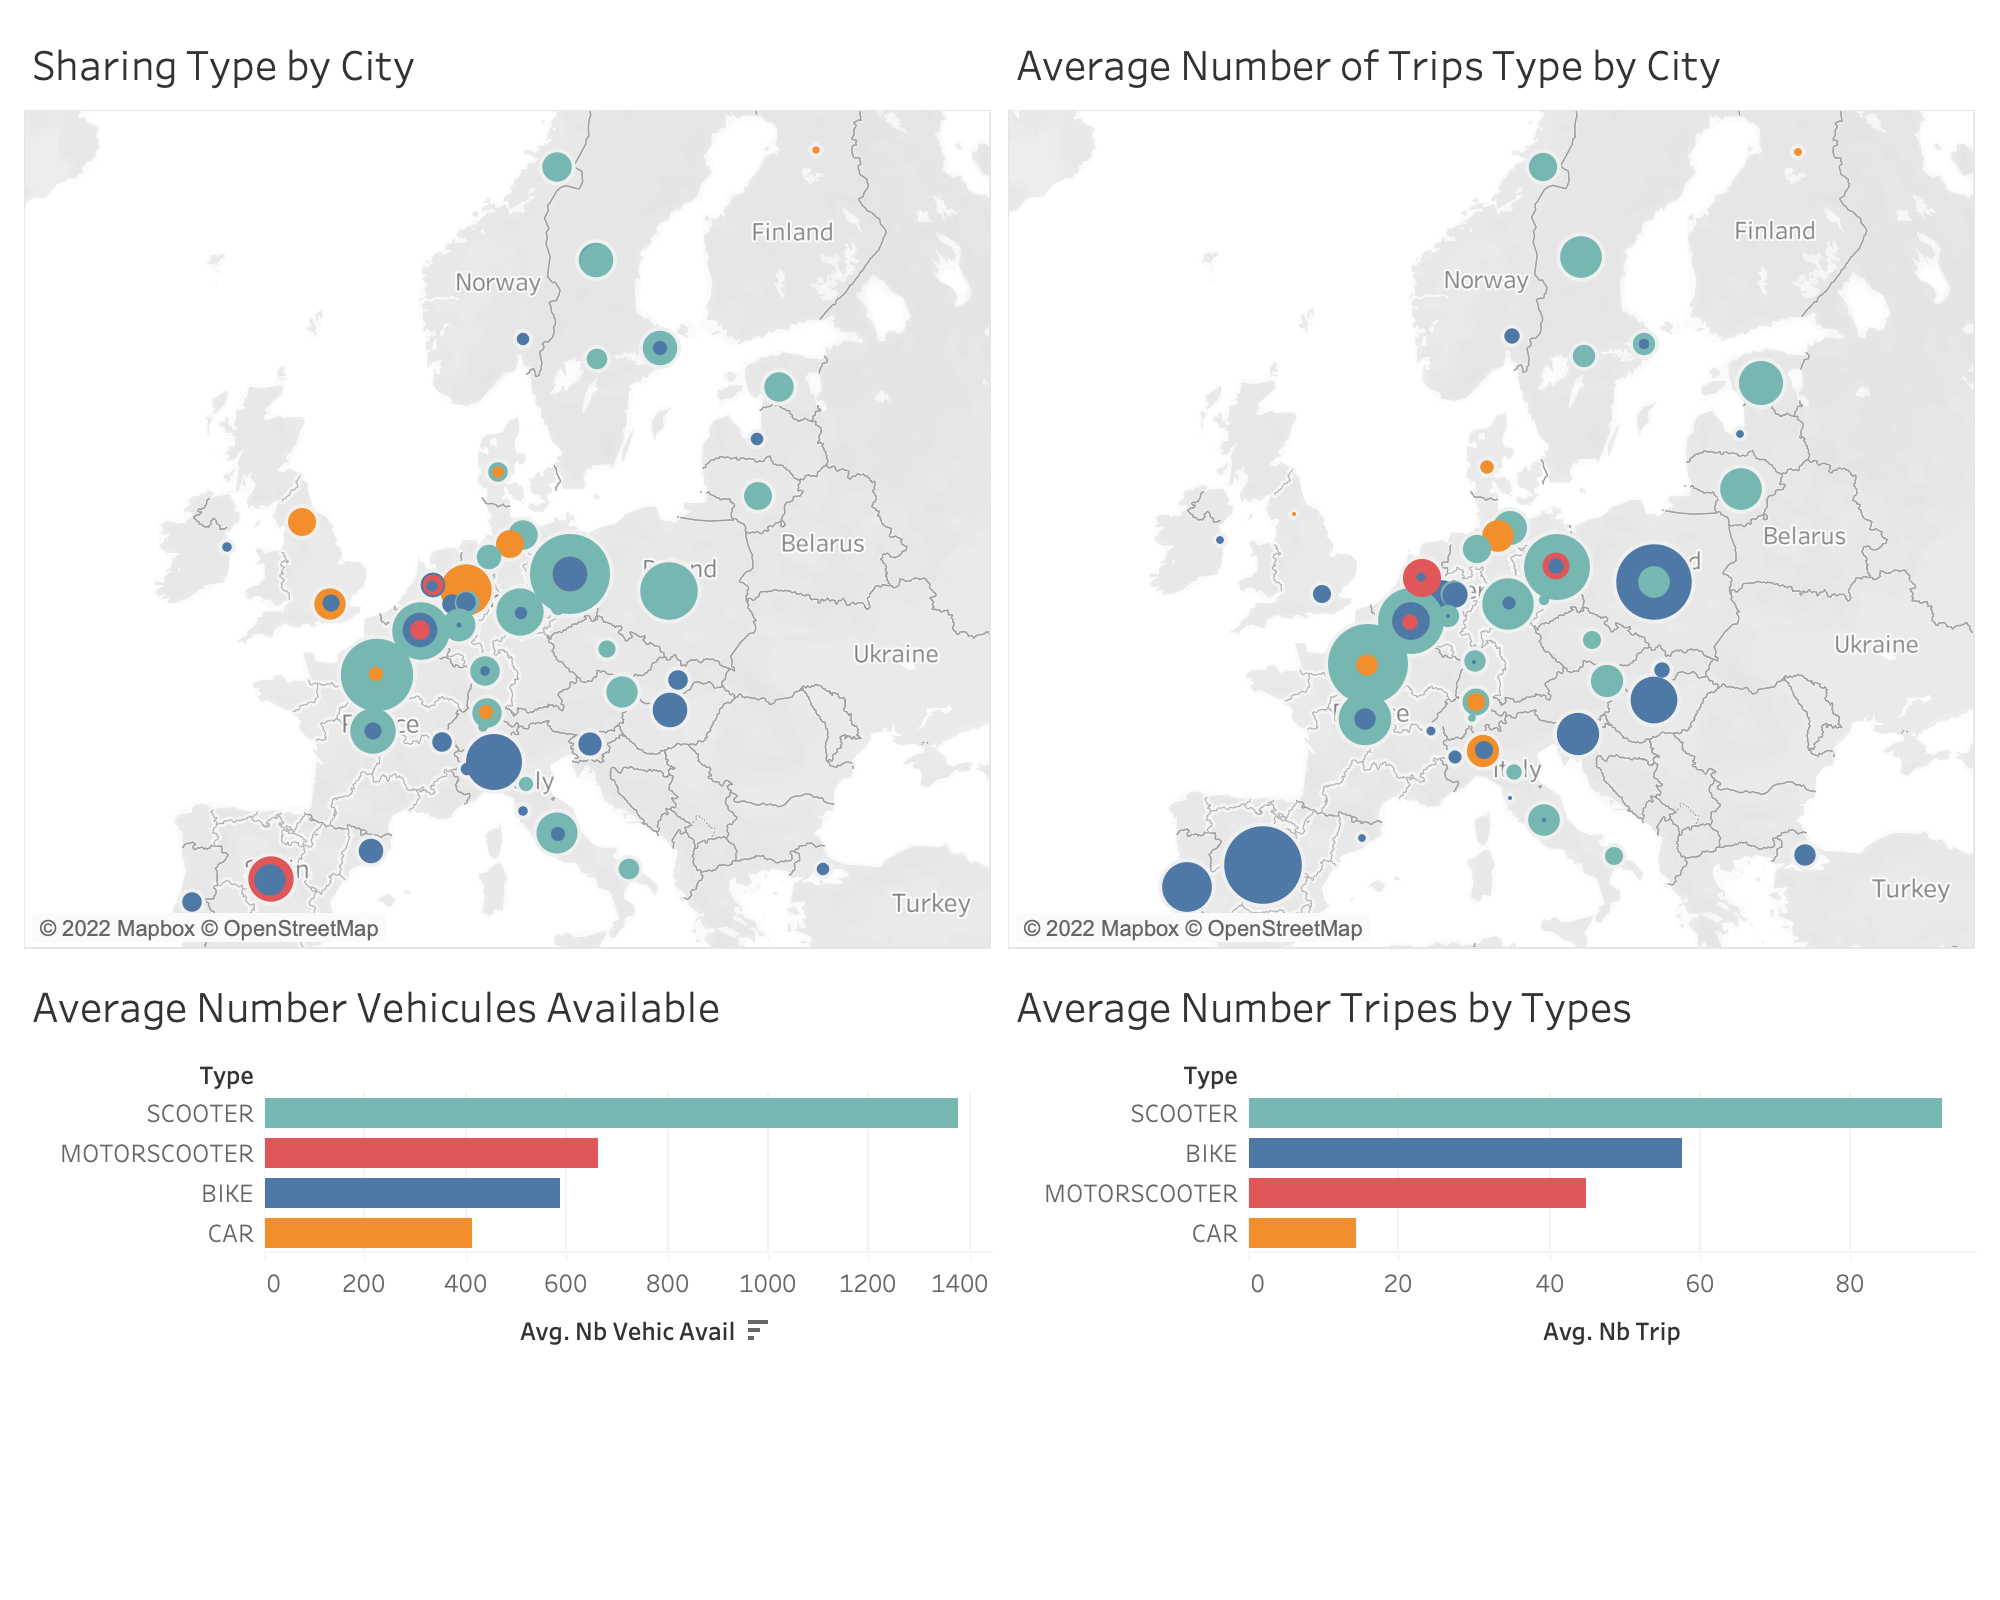 Sharing Type by City
Finland
Norway
Belarus
Ukraine
Turkey
© 2022 Mapbox © OpenStreetMap
Average Number of Trips Type by City
Finland
Norway
Belarus
Ukraine
Italy
Turkey
© 2022 Mapbox © OpenStreetMap
Average Number Vehicules Available
Type
SCOOTER
MOTORSCOOTER
BIKE
CAR
0 200 400 600 800 1000 1200 1400
Avg. Nb Vehic Avail
Average Number Tripes by Types
Type
SCOOTER
BIKE
MOTORSCOOTER
CAR
0 20 40 60 80
Avg. Nb Trip